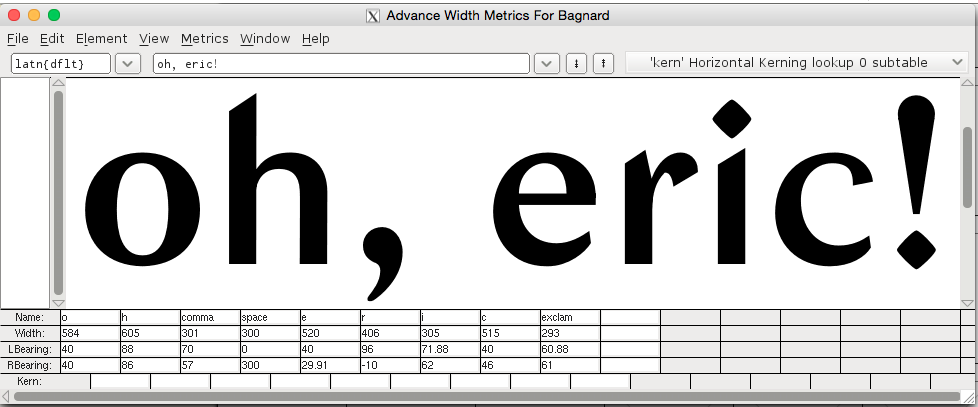 Advance Width Metrics For Bagnard
File Edit Element View Metrics Window Help
latn{dflt} oh, eric! 'kern' Horizontal Kerning lookup 0 subtable
oh, eric!
Name: o h comma space e r i c exclam
Width: 584 605 301 300 520 406 305 515 293
LBearing: 40 88 70 0 40 96 71.88 40 60.88
RBearing: 40 86 57 300 29.91 -10 62 46 61
Kern: